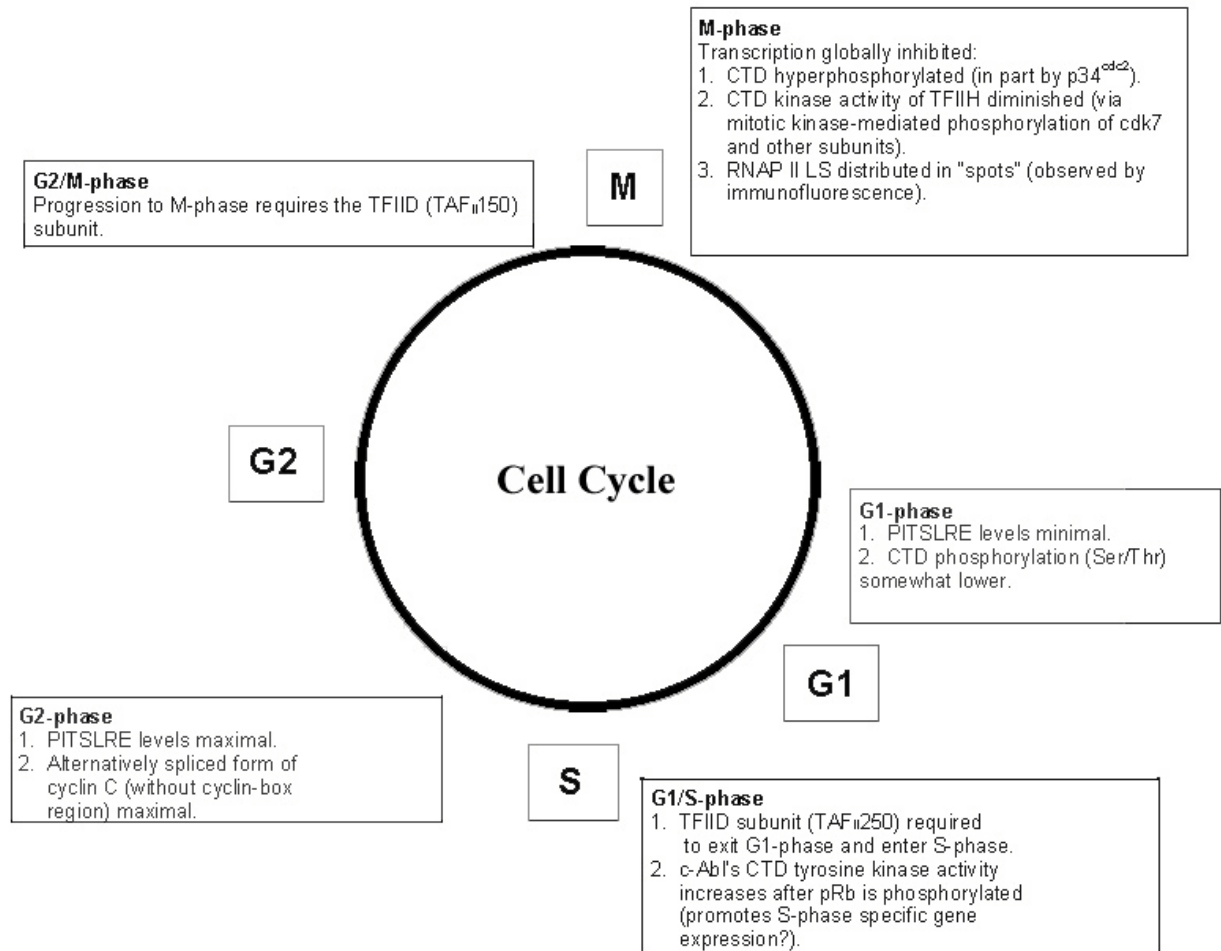 M-phase
Transcription globally inhibited:
1. CTD hyperphosphorylated (in part by p34cdc2).
2. CTD kinase activity of TFIIH diminished (via
mitotic kinase-mediated phosphorylation of cdk7
and other subunits).
3. RNAP II LS distributed in "spots" (observed by
immunofluorescence).
G2/M-phase
Progression to M-phase requires the TFIID (TAFII150)
subunit.
M
G2
Cell Cycle
G1-phase
1. PITSLRE levels minimal.
2. CTD phosphorylation (Ser/Thr)
somewhat lower.
G1
G2-phase
1. PITSLRE levels maximal.
2. Alternatively spliced form of
cyclin C (without cyclin-box
region) maximal.
S
G1/S-phase
1. TFIID subunit (TAFII250) required
to exit G1-phase and enter S-phase.
2. c-Abl's CTD tyrosine kinase activity
increases after pRb is phosphorylated
(promotes S-phase specific gene
expression?).